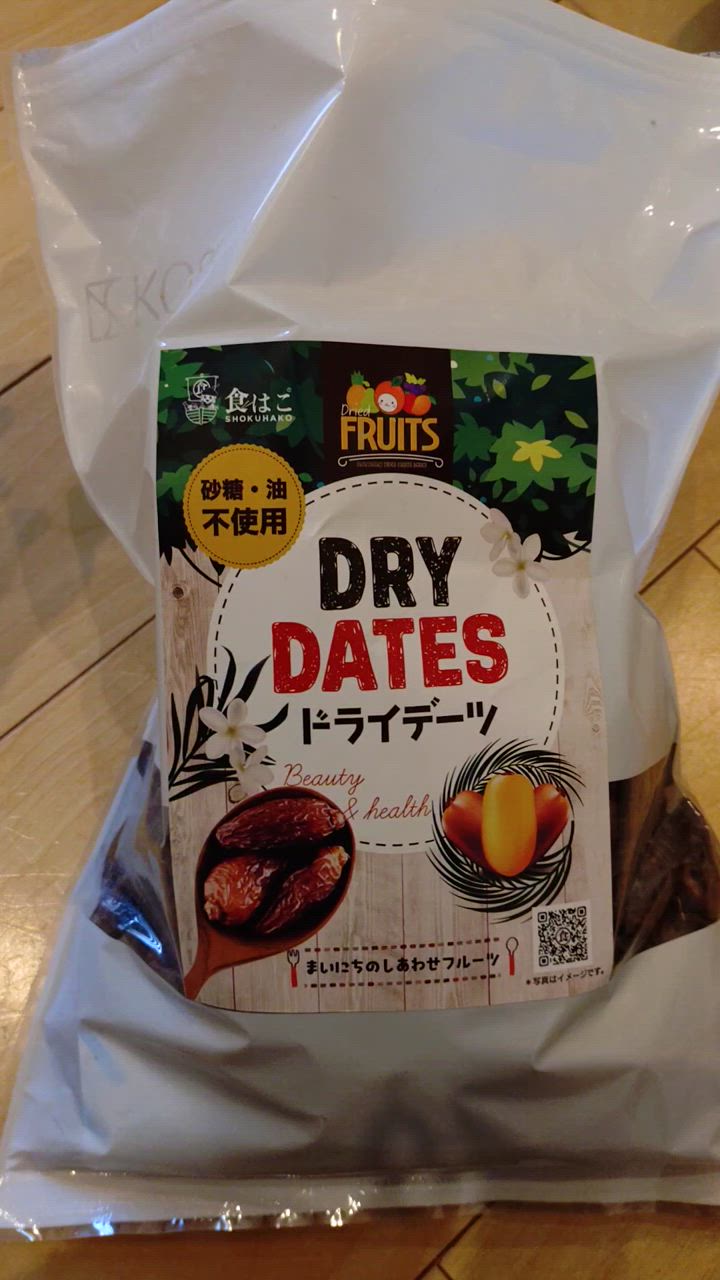 食はこ
SHOKUHAKO
Dried
FRUITS
砂糖・油
不使用
DRY
DATES
ドライデーツ
Beauty
& health
まいにちのしあわせフルーツ
*写真はイメージです。